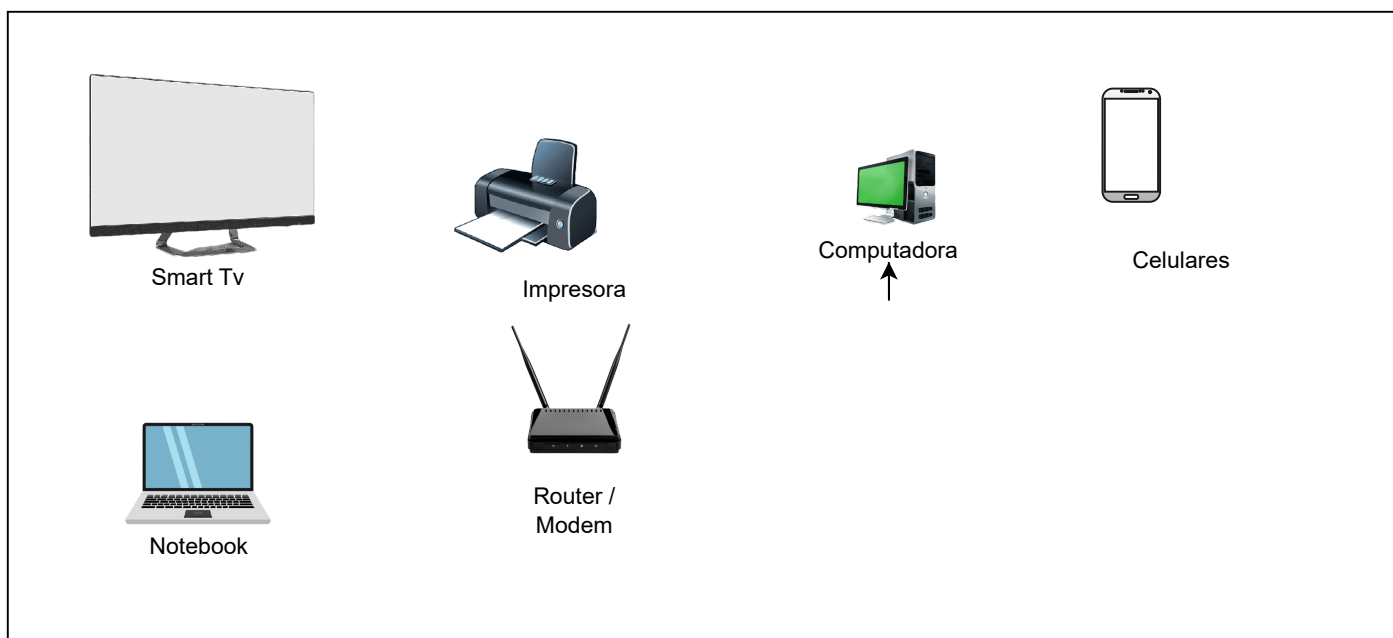 Smart Tv
Impresora
Computadora
Celulares
Notebook
Router /
Modem